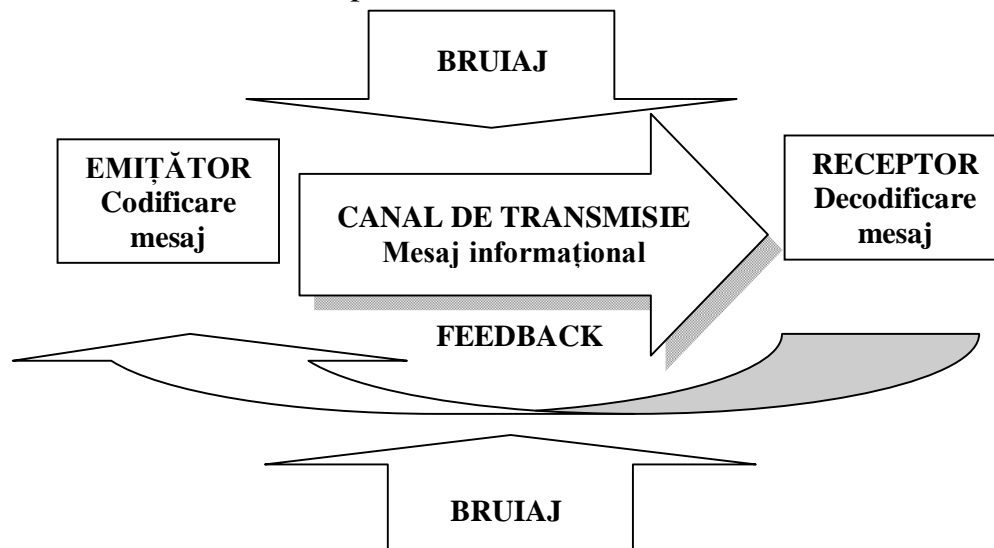 BRUIAJ
EMIȚĂTOR
Codificare
mesaj
CANAL DE TRANSMISIE
Mesaj informațional
RECEPTOR
Decodificare
mesaj
FEEDBACK
BRUIAJ